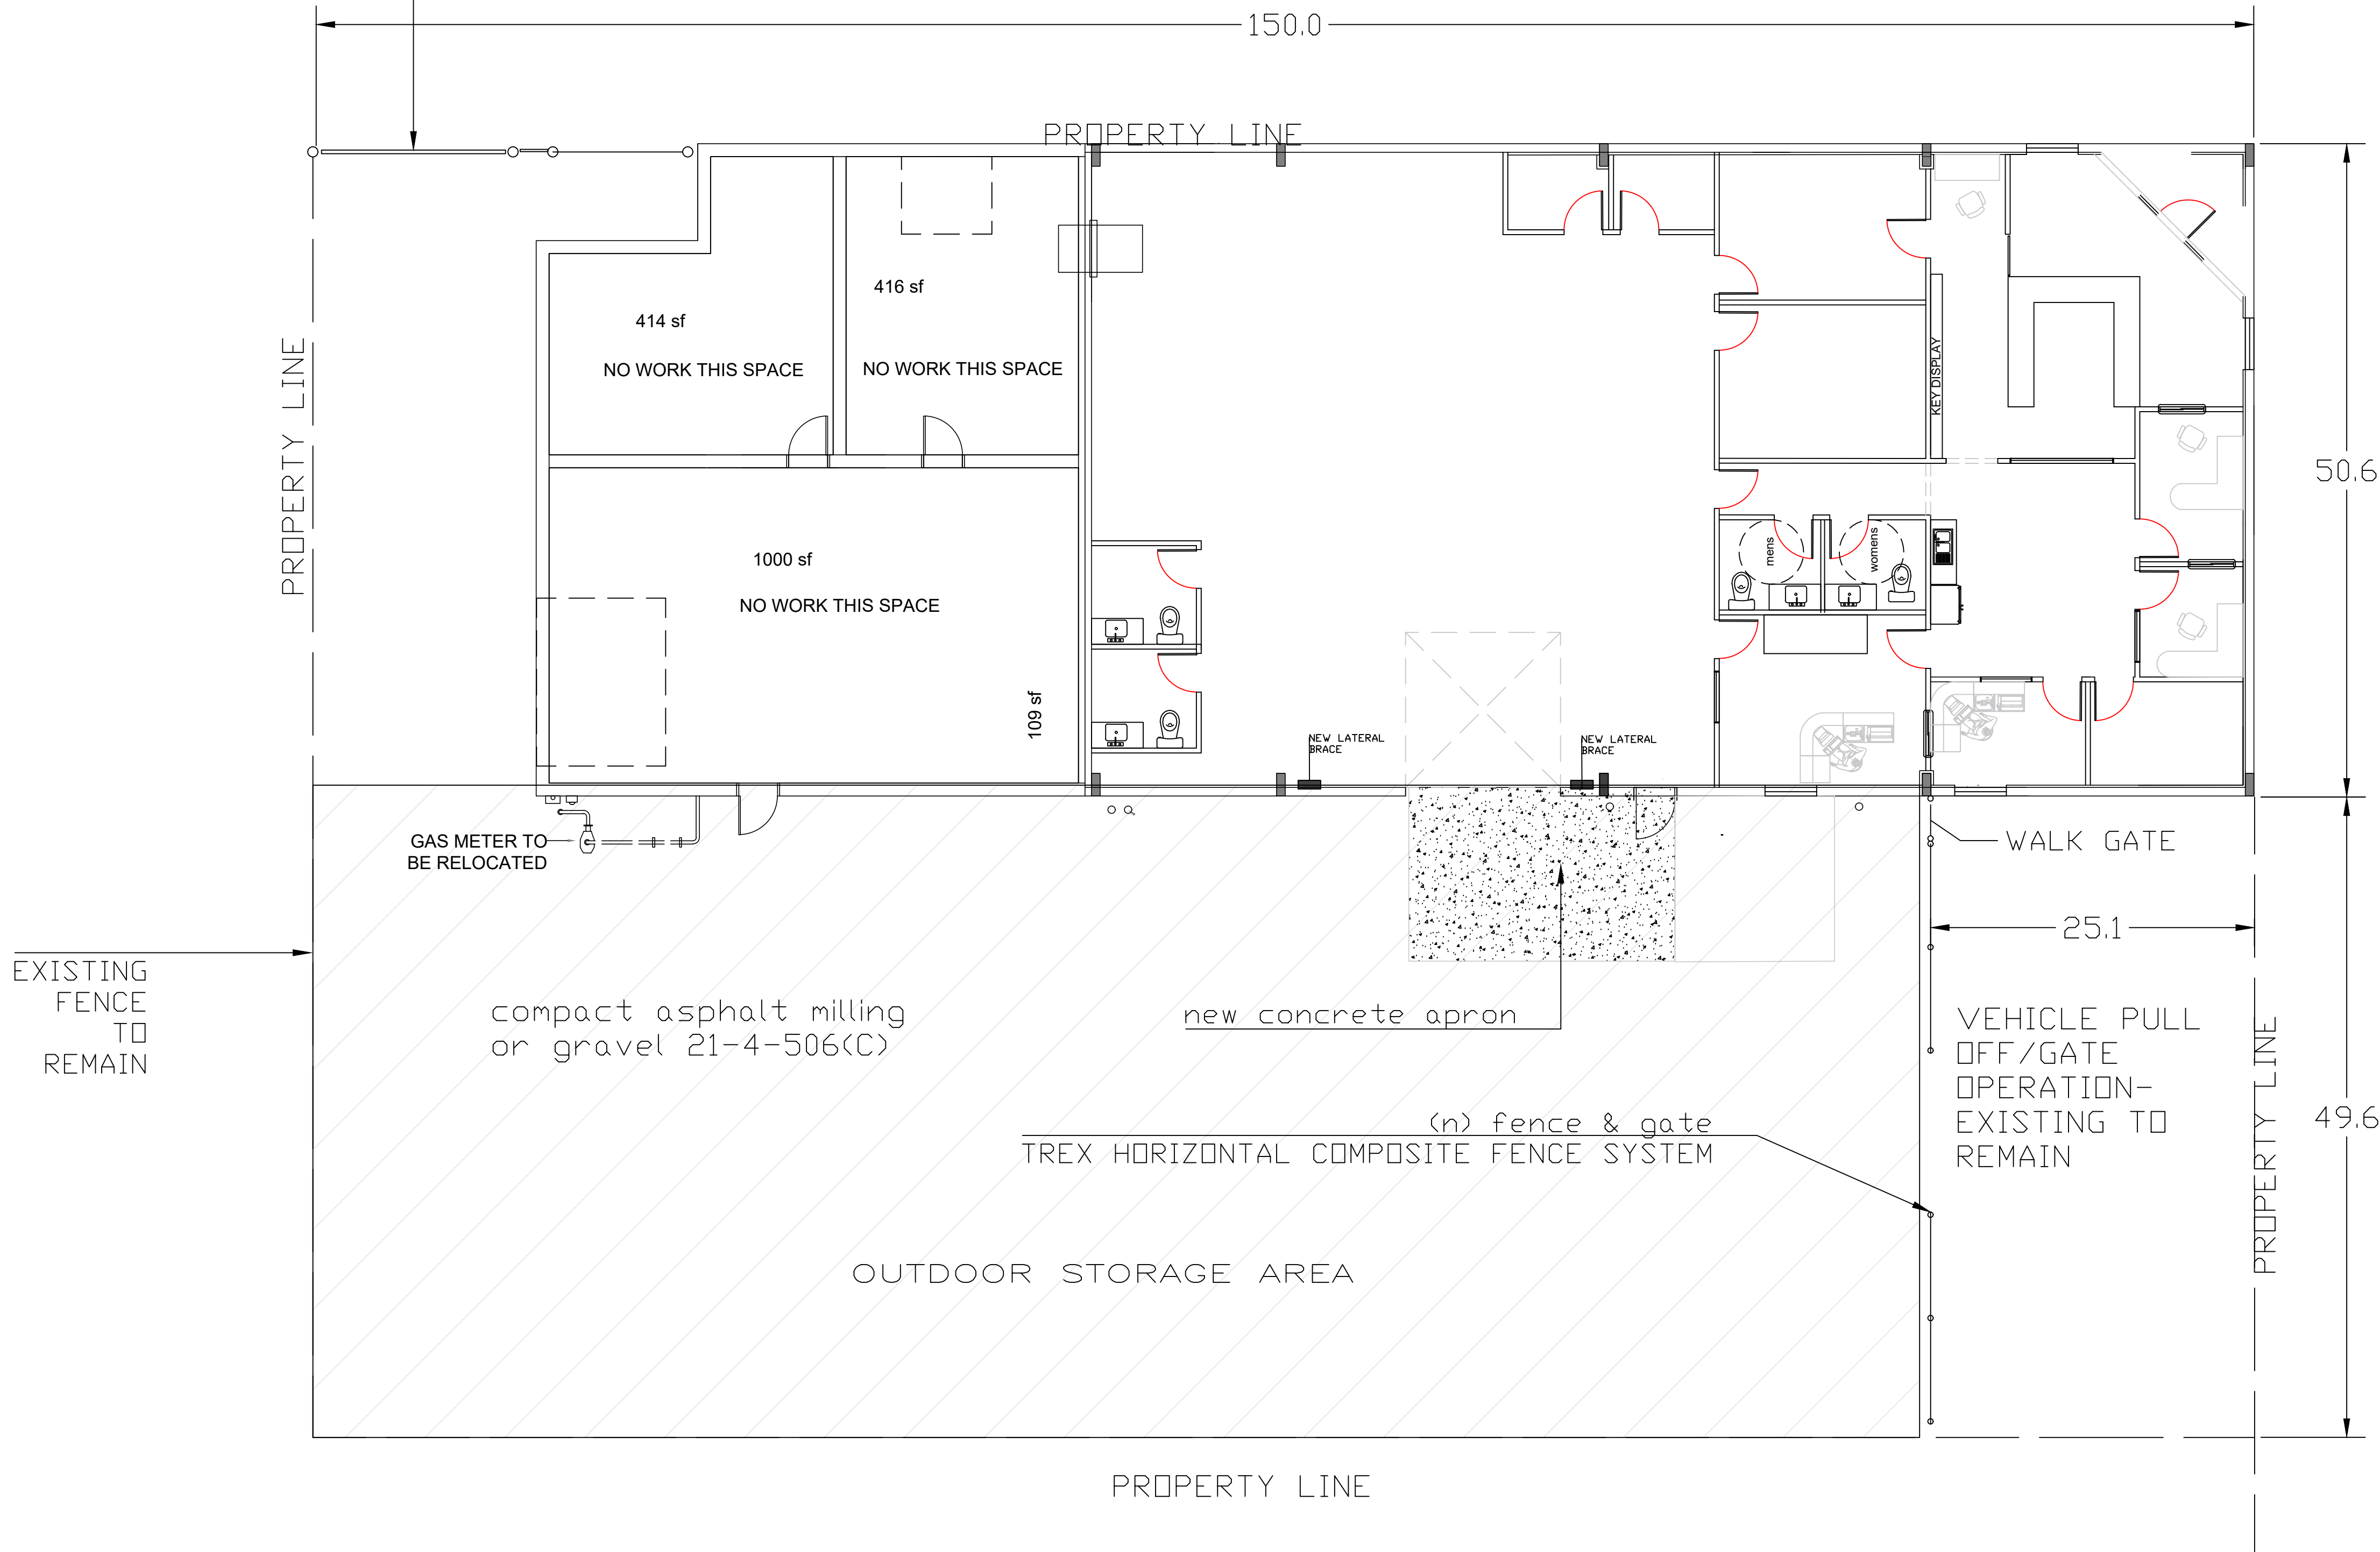 150.0
PROPERTY LINE
416 sf
414 sf
NO WORK THIS SPACE
NO WORK THIS SPACE
KEY DISPLAY
PROPERTY LINE
50.6
1000 sf
NO WORK THIS SPACE
mens
womens
109 sf
NEW LATERAL
BRACE
NEW LATERAL
BRACE
GAS METER TO
BE RELOCATED
WALK GATE
25.1
EXISTING
FENCE
TO
REMAIN
compact asphalt milling
or gravel 21-4-506(C)
new concrete apron
VEHICLE PULL
OFF/GATE
OPERATION-
EXISTING TO
REMAIN
PROPERTY LINE
49.6
(n) fence & gate
TREX HORIZONTAL COMPOSITE FENCE SYSTEM
OUTDOOR STORAGE AREA
PROPERTY LINE